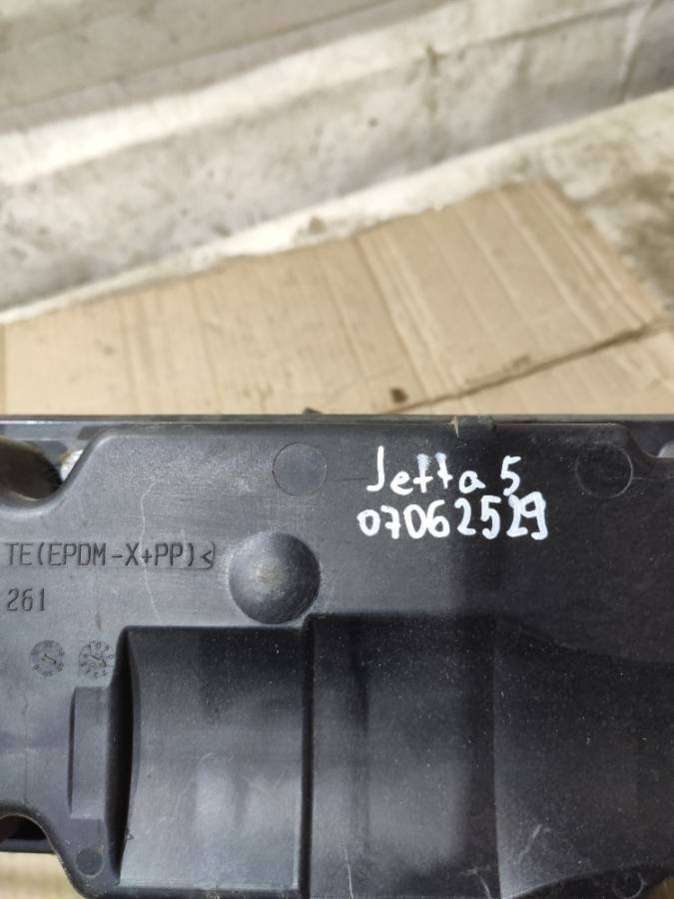 Jetta 5
07062529
TE(EPDM-X+PP)<
261